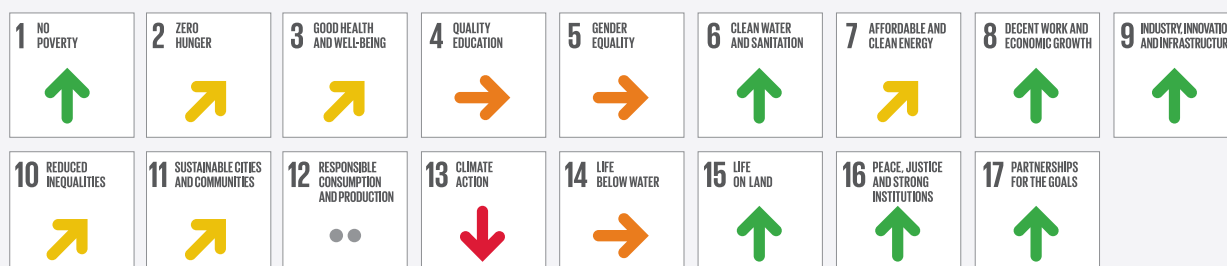 1 NO
POVERTY
2 ZERO
HUNGER
3 GOOD HEALTH
AND WELL-BEING
4 QUALITY
EDUCATION
5 GENDER
EQUALITY
6 CLEAN WATER
AND SANITATION
7 AFFORDABLE AND
CLEAN ENERGY
8 DECENT WORK AND
ECONOMIC GROWTH
9 INDUSTRY, INNOVATIO
AND INFRASTRUCTUR
10 REDUCED
INEQUALITIES
11 SUSTAINABLE CITIES
AND COMMUNITIES
12 RESPONSIBLE
CONSUMPTION
AND PRODUCTION
13 CLIMATE
ACTION
14 LIFE
BELOW WATER
15 LIFE
ON LAND
16 PEACE, JUSTICE
AND STRONG
INSTITUTIONS
17 PARTNERSHIPS
FOR THE GOALS